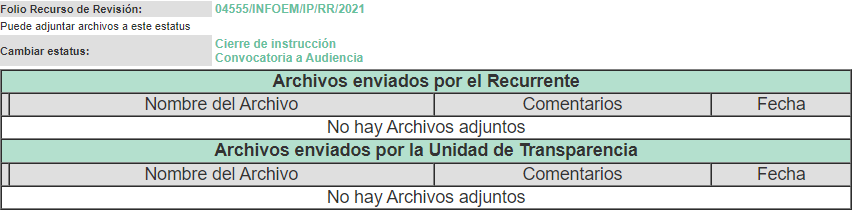 Folio Recurso de Revisión: 04555/INFOEM/IP/RR/2021
Puede adjuntar archivos a este estatus
Cambiar estatus: Cierre de instrucción
Convocatoria a Audiencia
Archivos enviados por el Recurrente
Nombre del Archivo Comentarios Fecha
No hay Archivos adjuntos
Archivos enviados por la Unidad de Transparencia
Nombre del Archivo Comentarios Fecha
No hay Archivos adjuntos